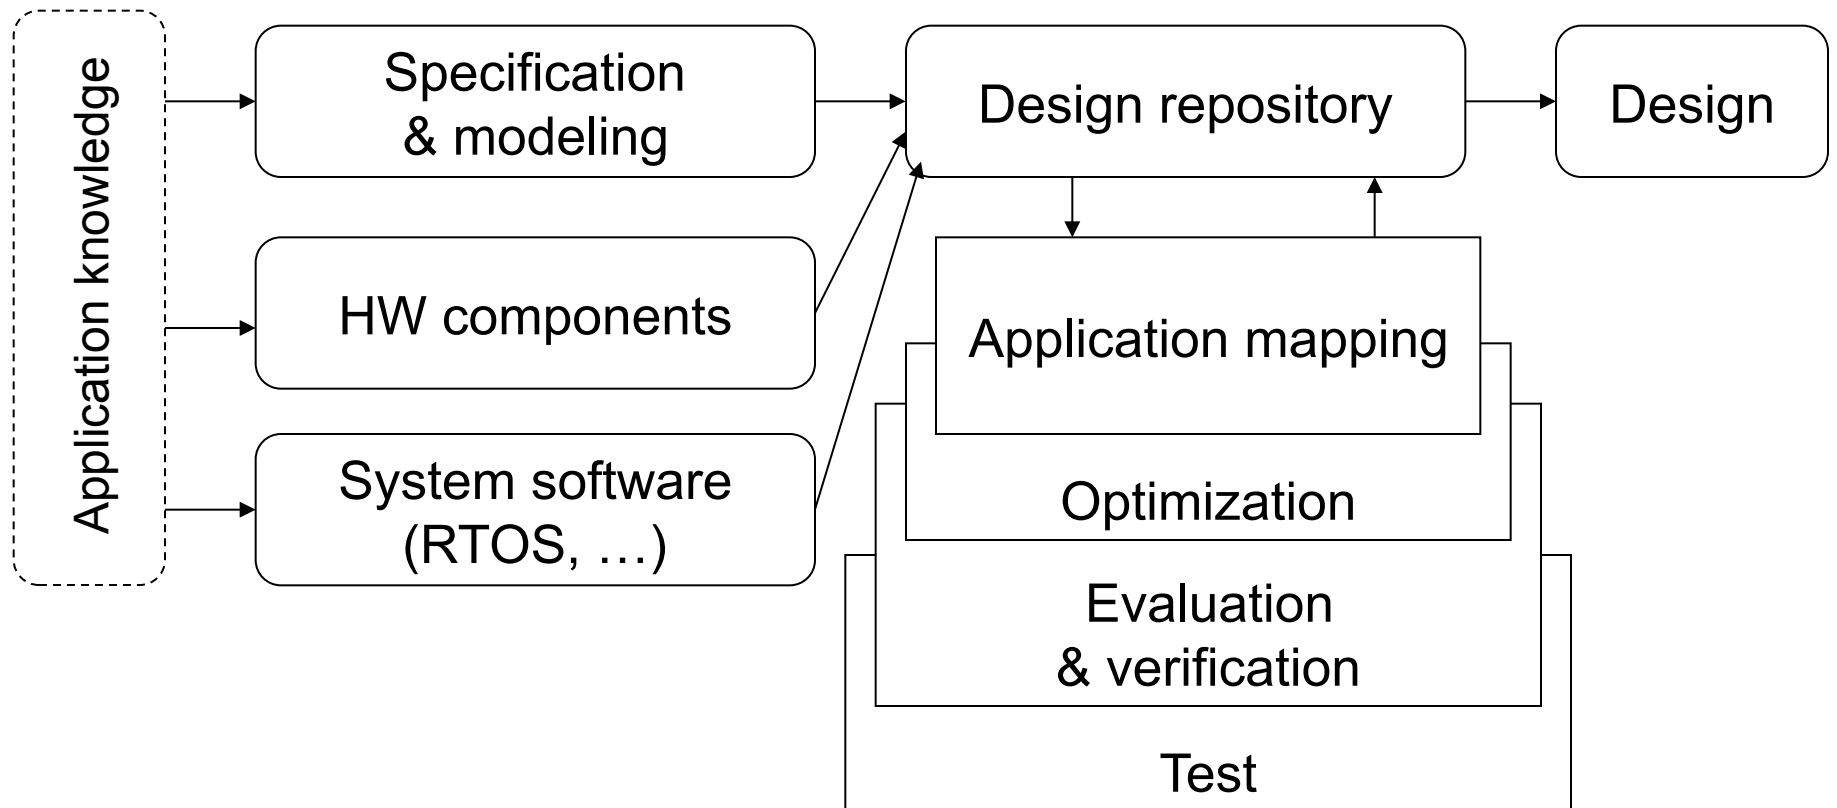 Application knowledge
Specification
& modeling
HW components
System software
(RTOS, …)
Design repository
Design
Application mapping
Optimization
Evaluation
& verification
Test